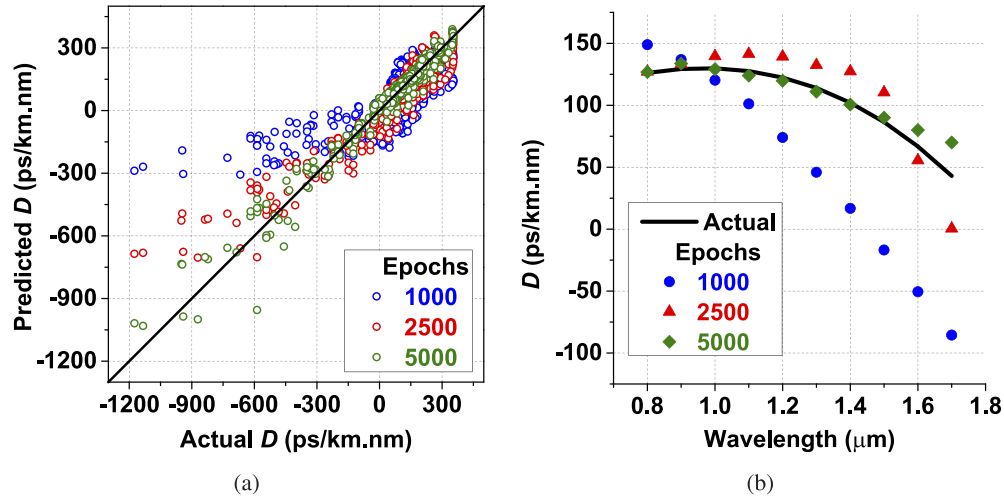 Predicted D (ps/km.nm)
300
0
-300
-600
-900
-1200
Epochs
1000
2500
5000
-1200 -900 -600 -300 0 300
Actual D (ps/km.nm)
(a)
D (ps/km.nm)
150
100
50
0
-50
-100
Actual
Epochs
1000
2500
5000
0.8 1.0 1.2 1.4 1.6 1.8
Wavelength (μm)
(b)